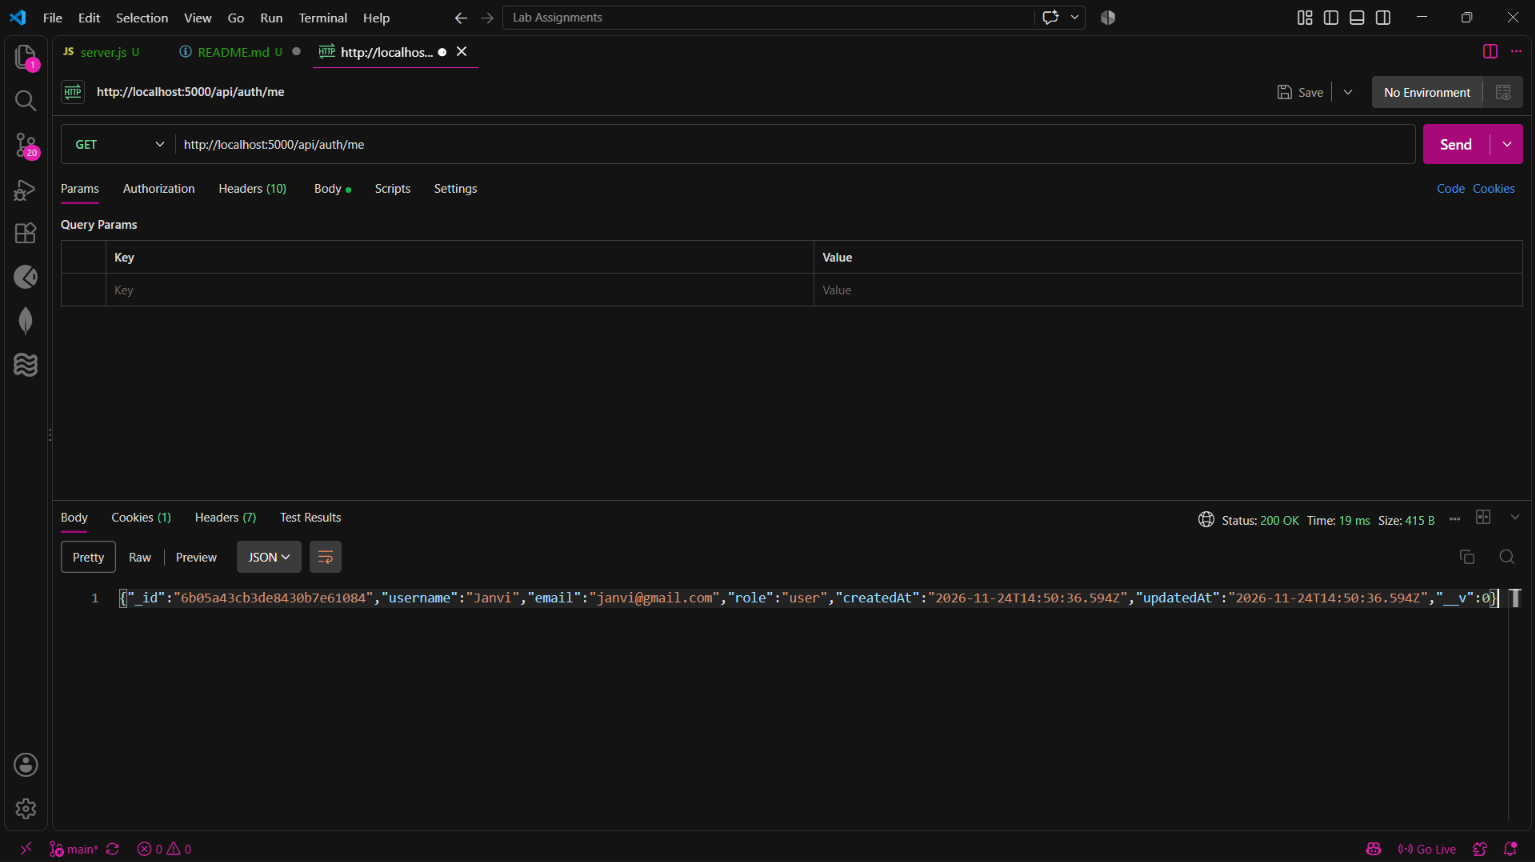 File Edit Selection View Go Run Terminal Help Lab Assignments
JS server.js U README.md U HTTP http://localhos...
1
HTTP http://localhost:5000/api/auth/me Save No Environment
GET http://localhost:5000/api/auth/me Send
20
Params Authorization Headers (10) Body Scripts Settings Code Cookies
Query Params
Key Value
Key Value
Body Cookies (1) Headers (7) Test Results Status: 200 OK Time: 19 ms Size: 415 B
Pretty Raw Preview JSON
1 {"_id":"6b05a43cb3de8430b7e61084","username":"Janvi","email":"janvi@gmail.com","role":"user","createdAt":"2026-11-24T14:50:36.594Z","updatedAt":"2026-11-24T14:50:36.594Z","__v":0}
main* 0 0 Go Live